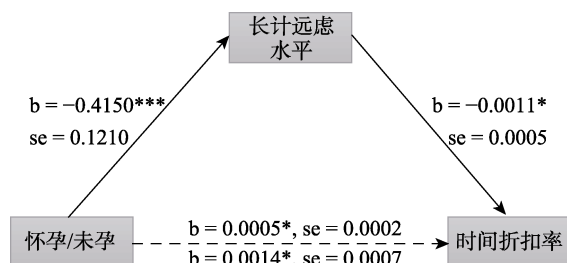 长计远虑
水平
b = −0.4150***
b = −0.0011*
se = 0.1210
se = 0.0005
怀孕/未孕
b = 0.0005*, se = 0.0002
时间折扣率
b = 0.0014*, se = 0.0007